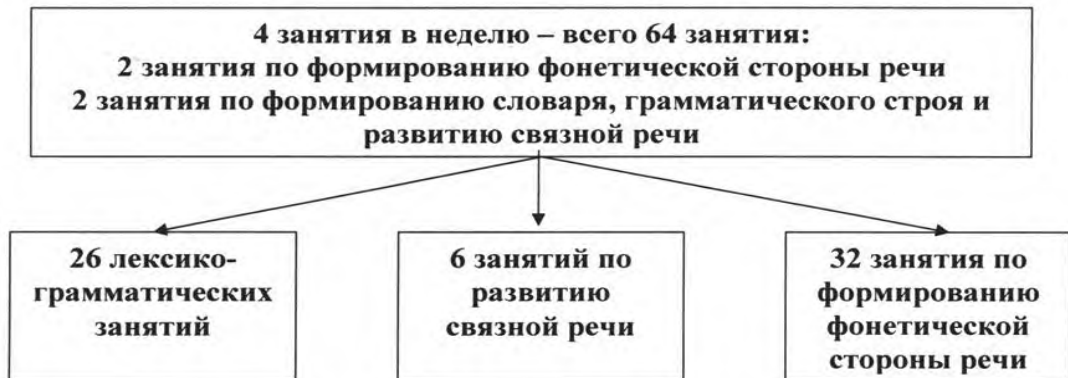 4 занятия в неделю – всего 64 занятия:
2 занятия по формированию фонетической стороны речи
2 занятия по формированию словаря, грамматического строя и
развитию связной речи
26 лексико-
грамматических
занятий
6 занятий по
развитию
связной речи
32 занятия по
формированию
фонетической
стороны речи